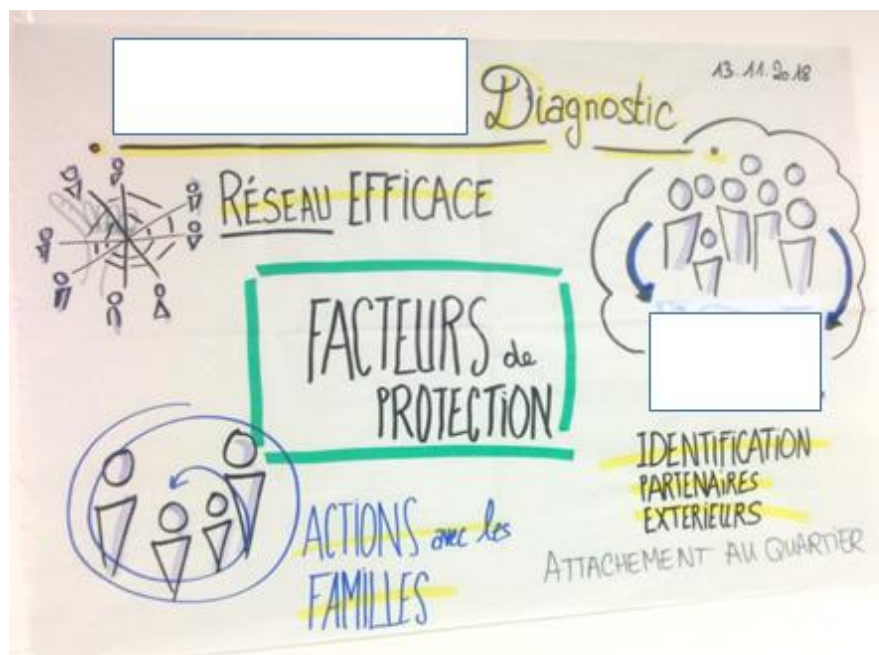 Diagnostic
13.11.2018
RÉSEAU EFFICACE
FACTEURS de
PROTECTION
IDENTIFICATION
PARTENAIRES
EXTERIEURS
ATTACHEMENT AU QUARTIER
ACTIONS avec les
FAMILLES